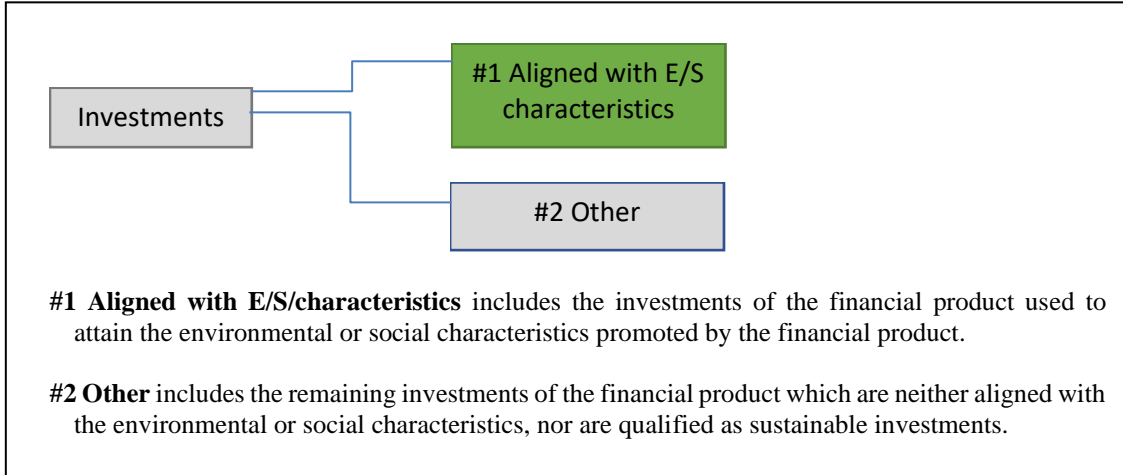 #1 Aligned with E/S
characteristics
Investments
#2 Other
#1 Aligned with E/S/characteristics includes the investments of the financial product used to
attain the environmental or social characteristics promoted by the financial product.
#2 Other includes the remaining investments of the financial product which are neither aligned with
the environmental or social characteristics, nor are qualified as sustainable investments.